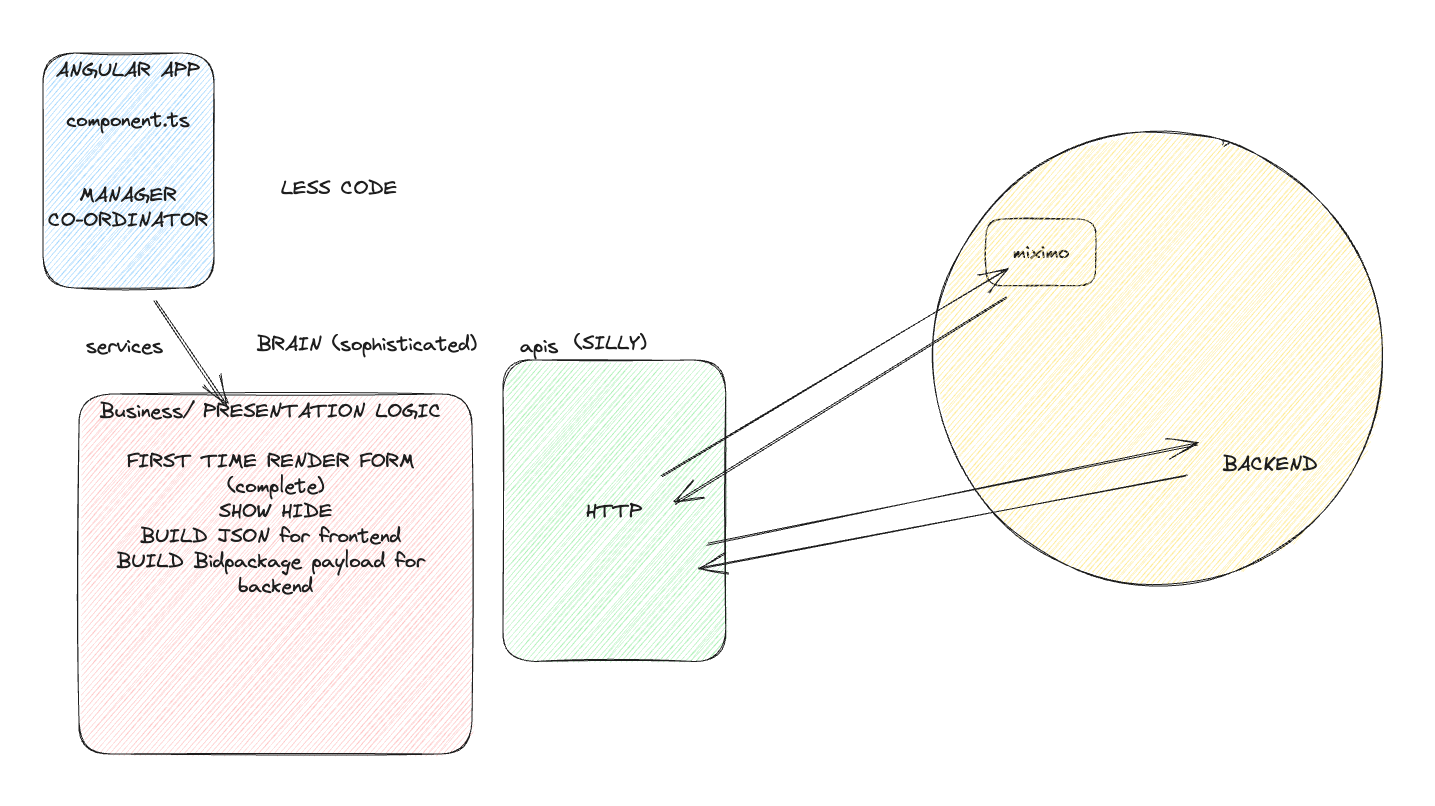 ANGULAR APP
component.ts
MANAGER
CO-ORDINATOR
LESS CODE
services
BRAIN (sophisticated)
apis (SILLY)
Business/ PRESENTATION LOGIC
FIRST TIME RENDER FORM
(complete)
SHOW HIDE
BUILD JSON for frontend
BUILD Bidpackage payload for
backend
HTTP
miximo
BACKEND